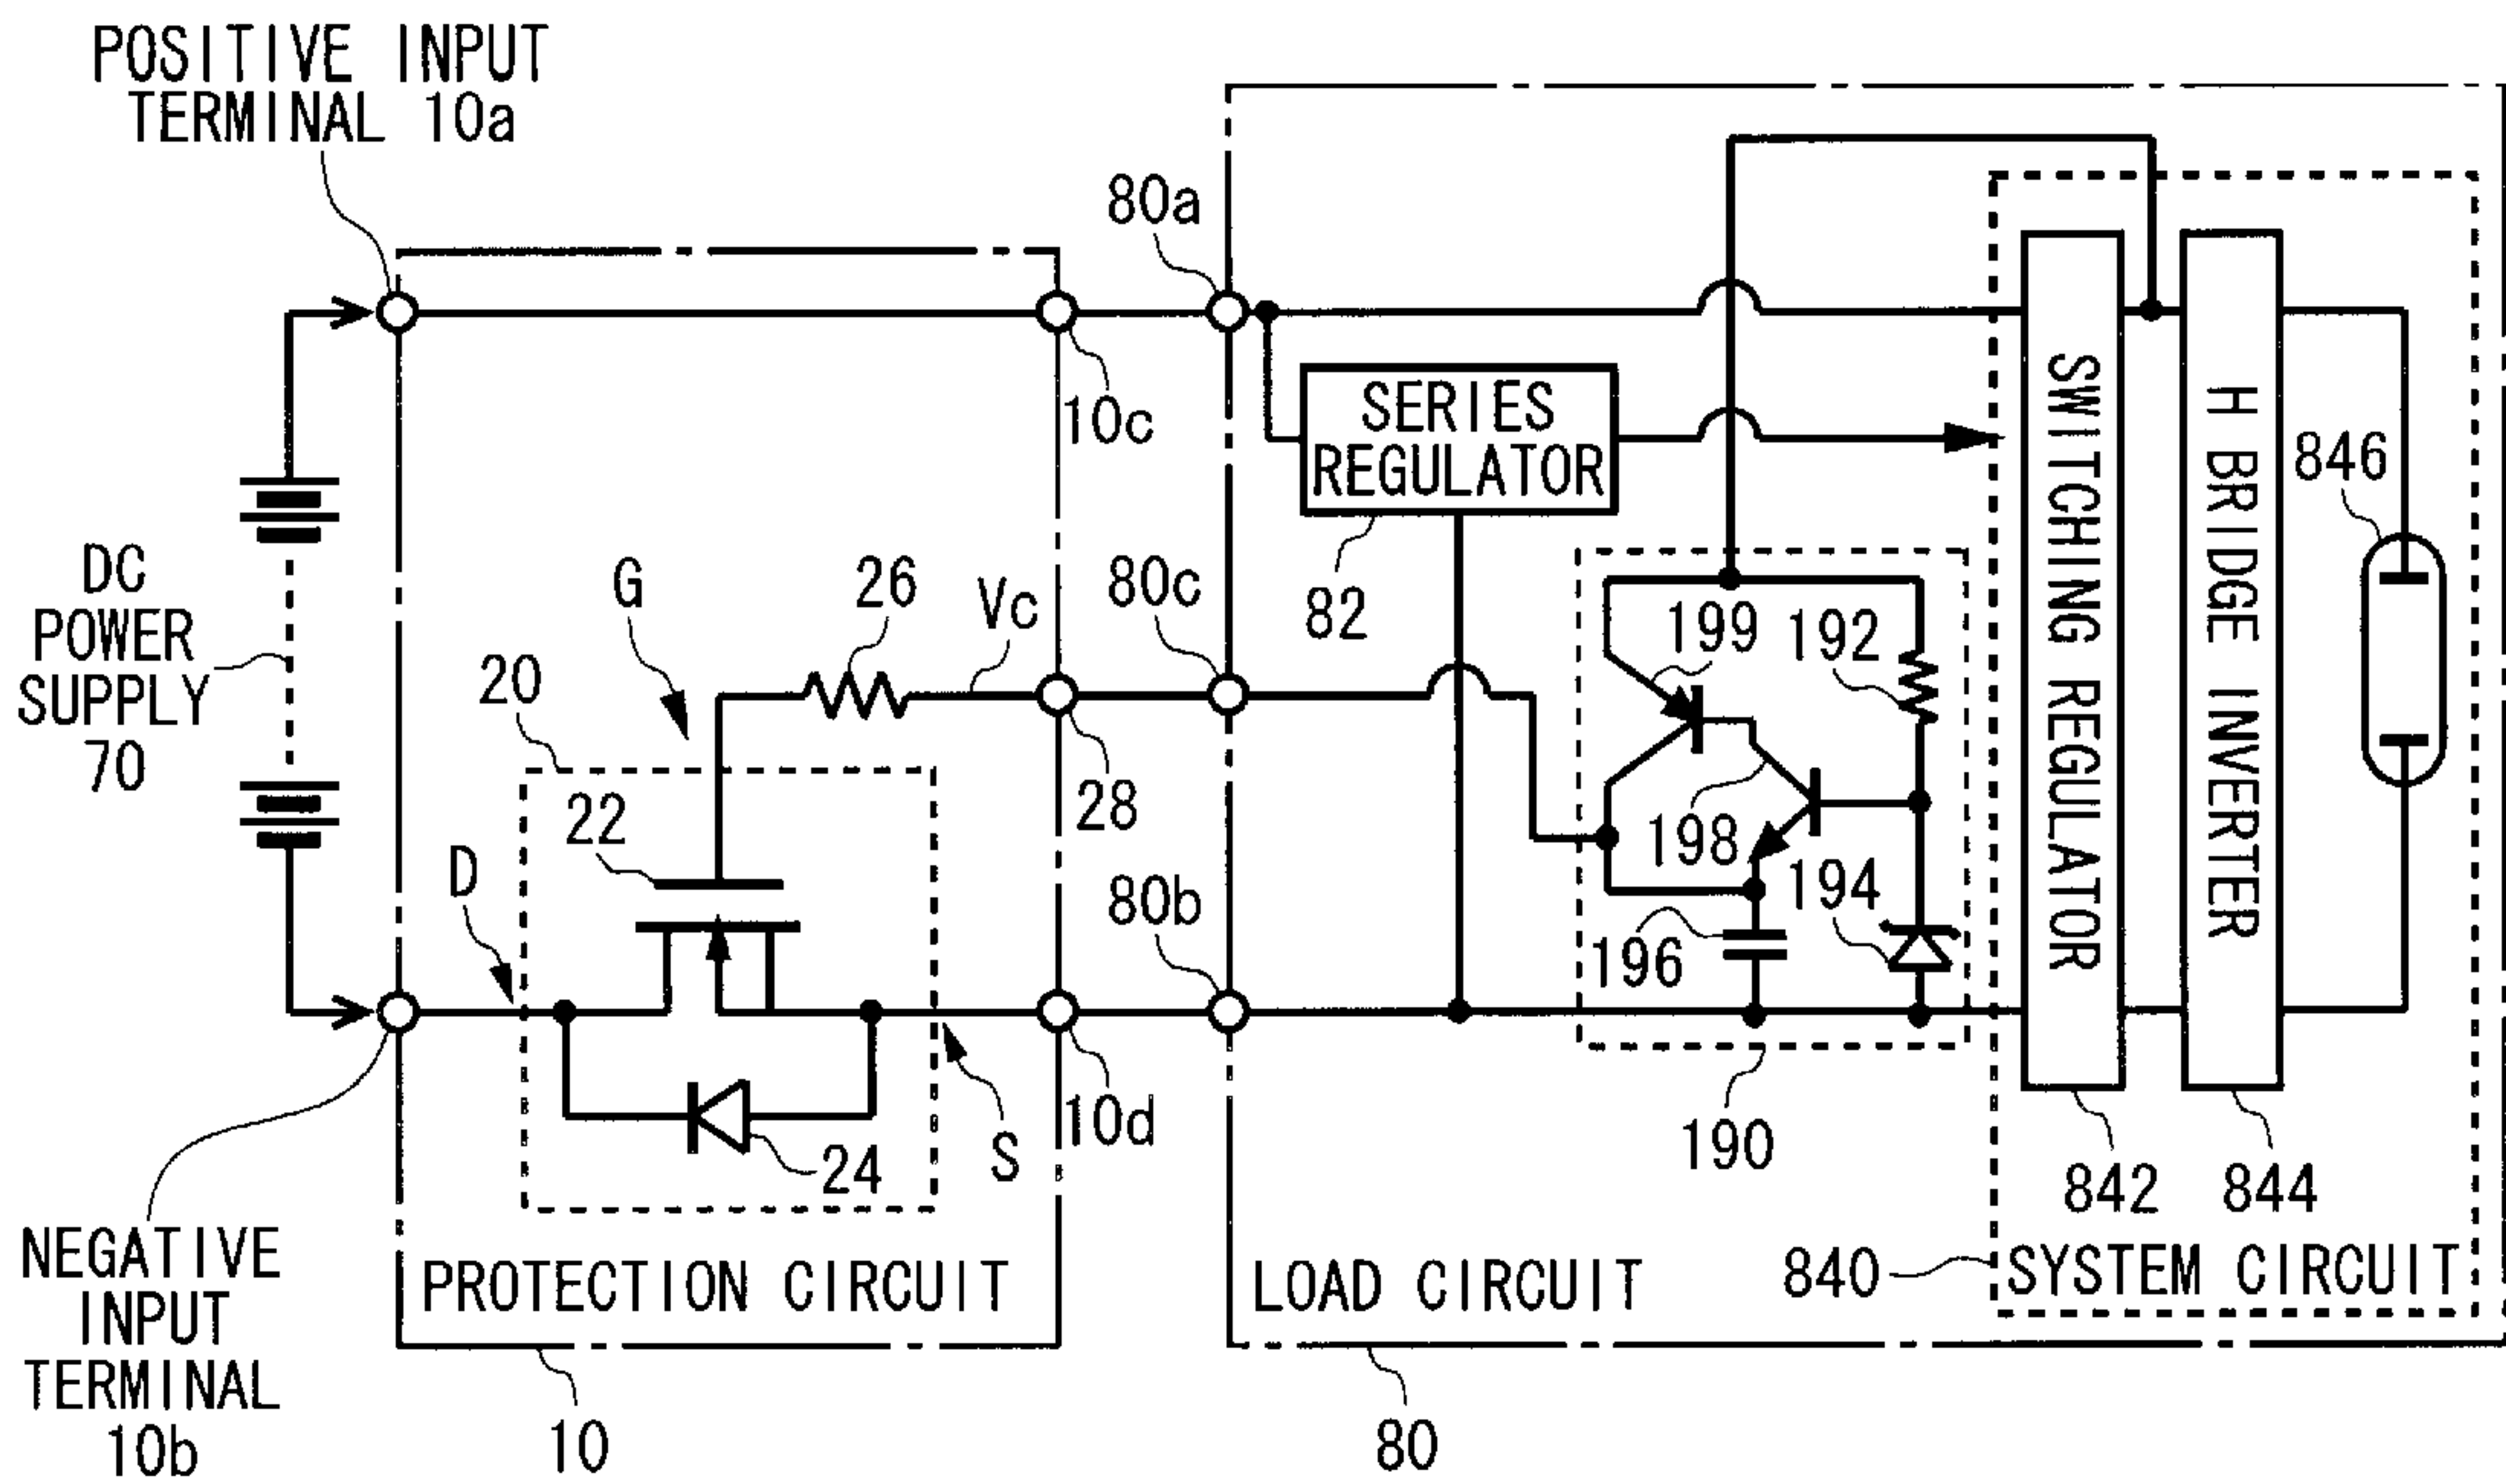 POSITIVE INPUT
TERMINAL 10a
80a
10c
SERIES
REGULATOR
82
SWITCHING REGULATOR
H BRIDGE INVERTER
846
DC
POWER
SUPPLY
70
G
26
Vc
80c
20
28
199
192
22
198
194
D
80b
196
10d
S
24
190
842
844
NEGATIVE
INPUT
TERMINAL
10b
PROTECTION CIRCUIT
LOAD CIRCUIT
840
SYSTEM CIRCUIT
10
80